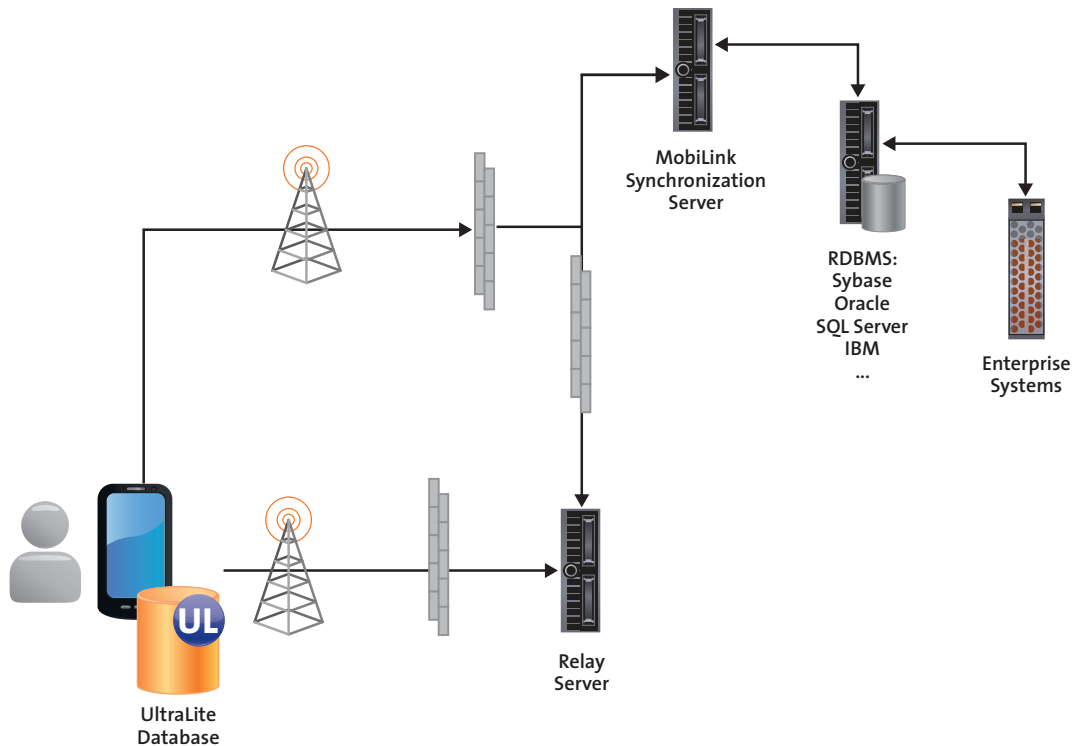 MobiLink
Synchronization
Server
RDBMS:
Sybase
Oracle
SQL Server
IBM
...
Enterprise
Systems
UL
UltraLite
Database
Relay
Server